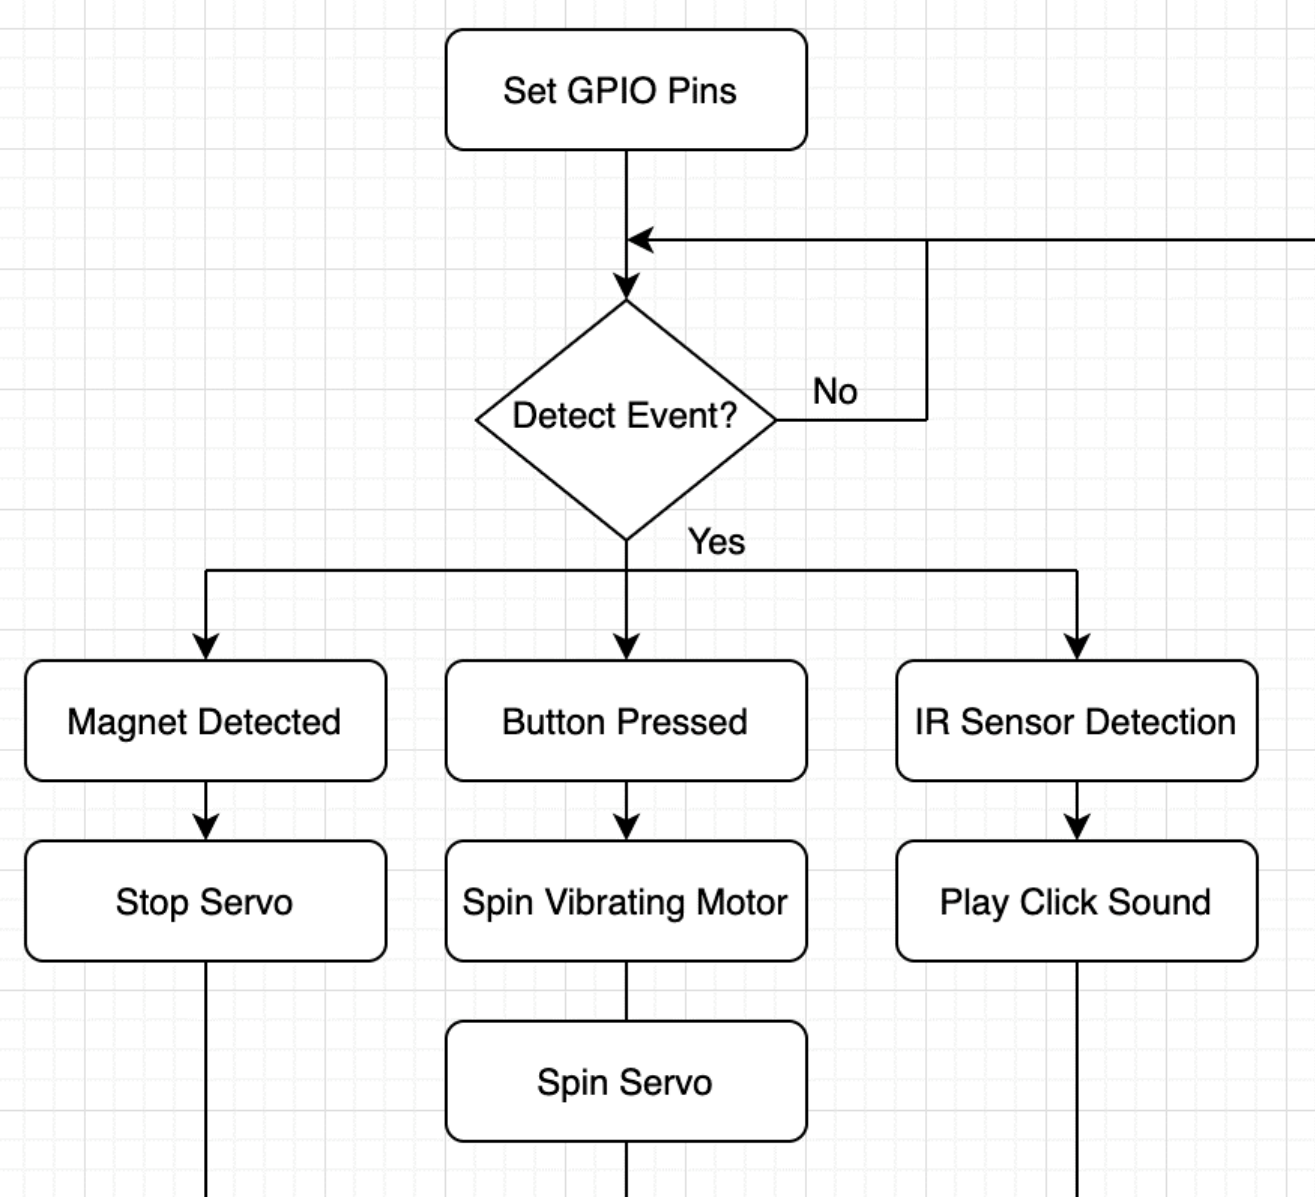 Set GPIO Pins
Detect Event?
No
Yes
Magnet Detected
Button Pressed
IR Sensor Detection
Stop Servo
Spin Vibrating Motor
Play Click Sound
Spin Servo